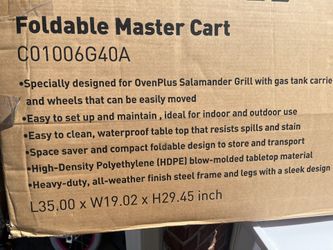 Foldable Master Cart
C01006G40A
•Specially designed for OvenPlus Salamander Grill with gas tank carrie
and wheels that can be easily moved
•Easy to set up and maintain , ideal for indoor and outdoor use
•Easy to clean, waterproof table top that resists spills and stain
•Space saver and compact foldable design to store and transport
•High-Density Polyethylene (HDPE) blow-molded tabletop material
•Heavy-duty, all-weather finish steel frame and legs with a sleek design
L35.00 x W19.02 x H29.45 inch